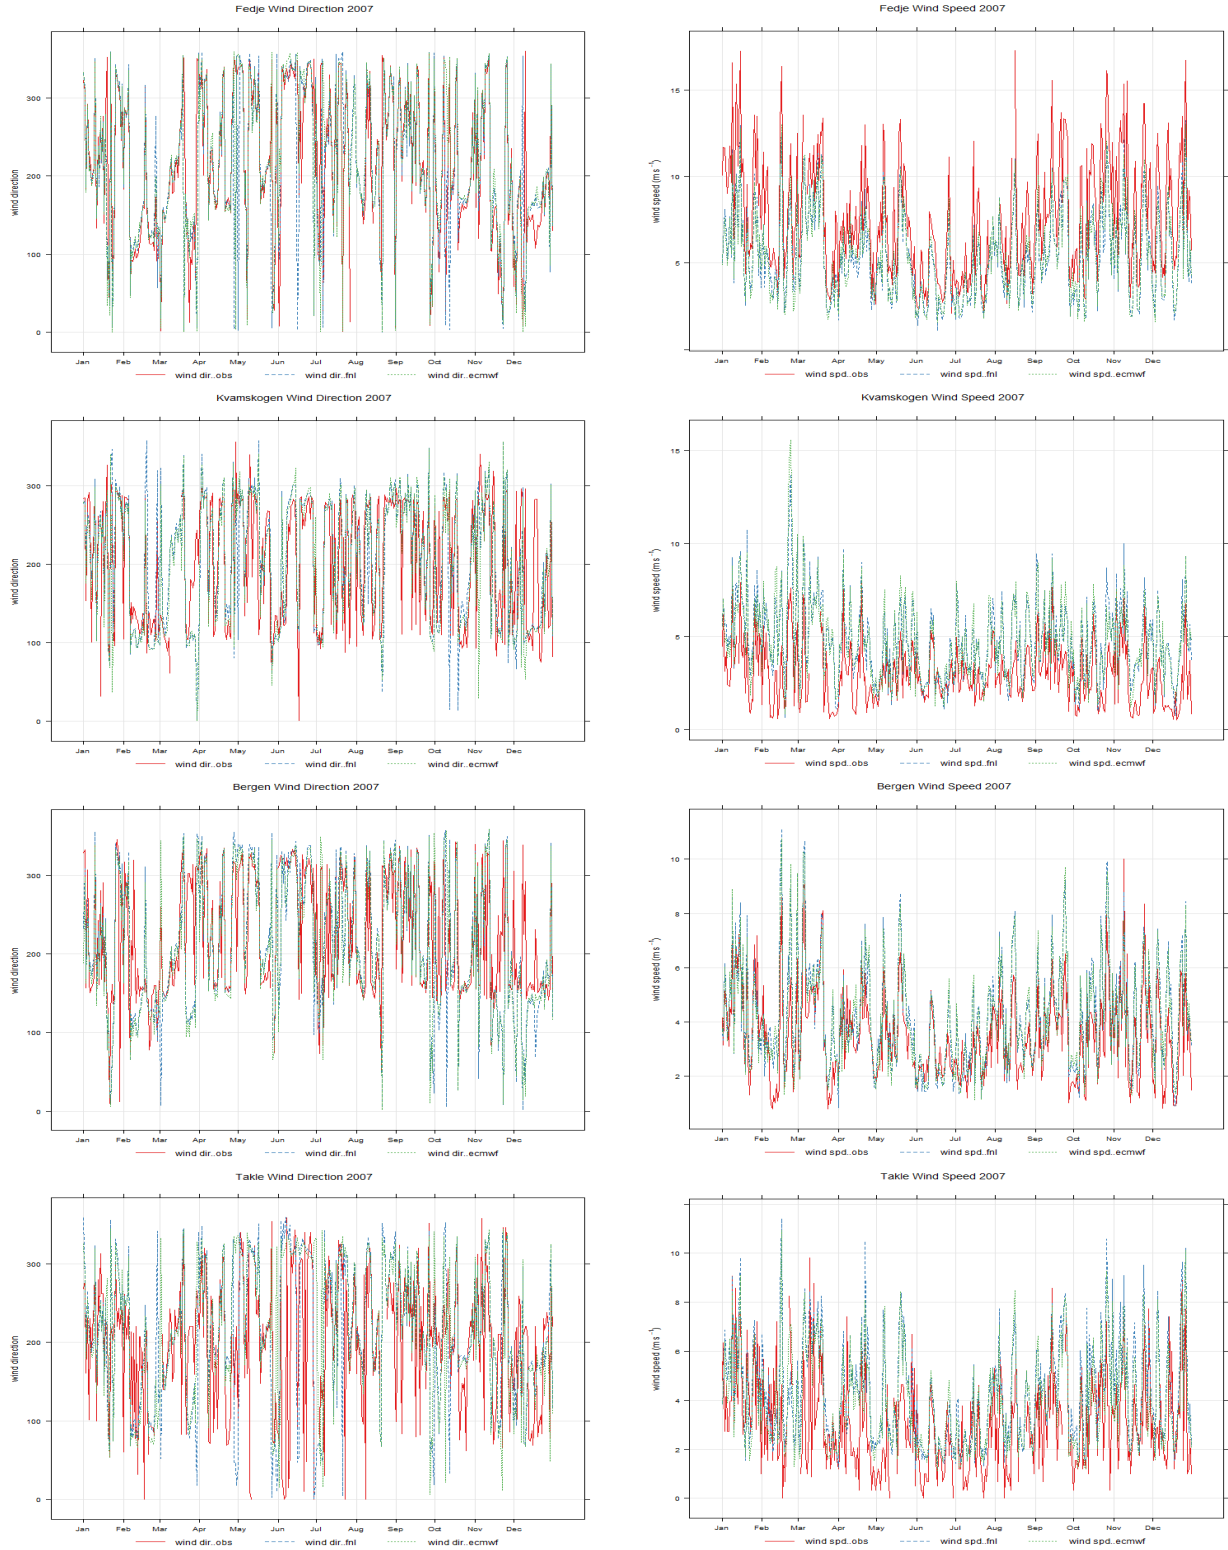 Fedje Wind Direction 2007
wind direction
300
200
100
0
Jan Feb Mar Apr May Jun Jul Aug Sep Oct Nov Dec
wind dir..obs wind dir..fnl wind dir..ecmwf
Fedje Wind Speed 2007
wind speed (m s⁻¹)
15
10
5
Jan Feb Mar Apr May Jun Jul Aug Sep Oct Nov Dec
wind spd..obs wind spd..fnl wind spd..ecmwf
Kvamskogen Wind Direction 2007
wind direction
300
200
100
0
Jan Feb Mar Apr May Jun Jul Aug Sep Oct Nov Dec
wind dir..obs wind dir..fnl wind dir..ecmwf
Kvamskogen Wind Speed 2007
wind speed (m s⁻¹)
15
10
5
0
Jan Feb Mar Apr May Jun Jul Aug Sep Oct Nov Dec
wind spd..obs wind spd..fnl wind spd..ecmwf
Bergen Wind Direction 2007
wind direction
300
200
100
0
Jan Feb Mar Apr May Jun Jul Aug Sep Oct Nov Dec
wind dir..obs wind dir..fnl wind dir..ecmwf
Bergen Wind Speed 2007
wind speed (m s⁻¹)
10
8
6
4
2
Jan Feb Mar Apr May Jun Jul Aug Sep Oct Nov Dec
wind spd..obs wind spd..fnl wind spd..ecmwf
Takle Wind Direction 2007
wind direction
300
200
100
0
Jan Feb Mar Apr May Jun Jul Aug Sep Oct Nov Dec
wind dir..obs wind dir..fnl wind dir..ecmwf
Takle Wind Speed 2007
wind speed (m s⁻¹)
10
8
6
4
2
0
Jan Feb Mar Apr May Jun Jul Aug Sep Oct Nov Dec
wind spd..obs wind spd..fnl wind spd..ecmwf